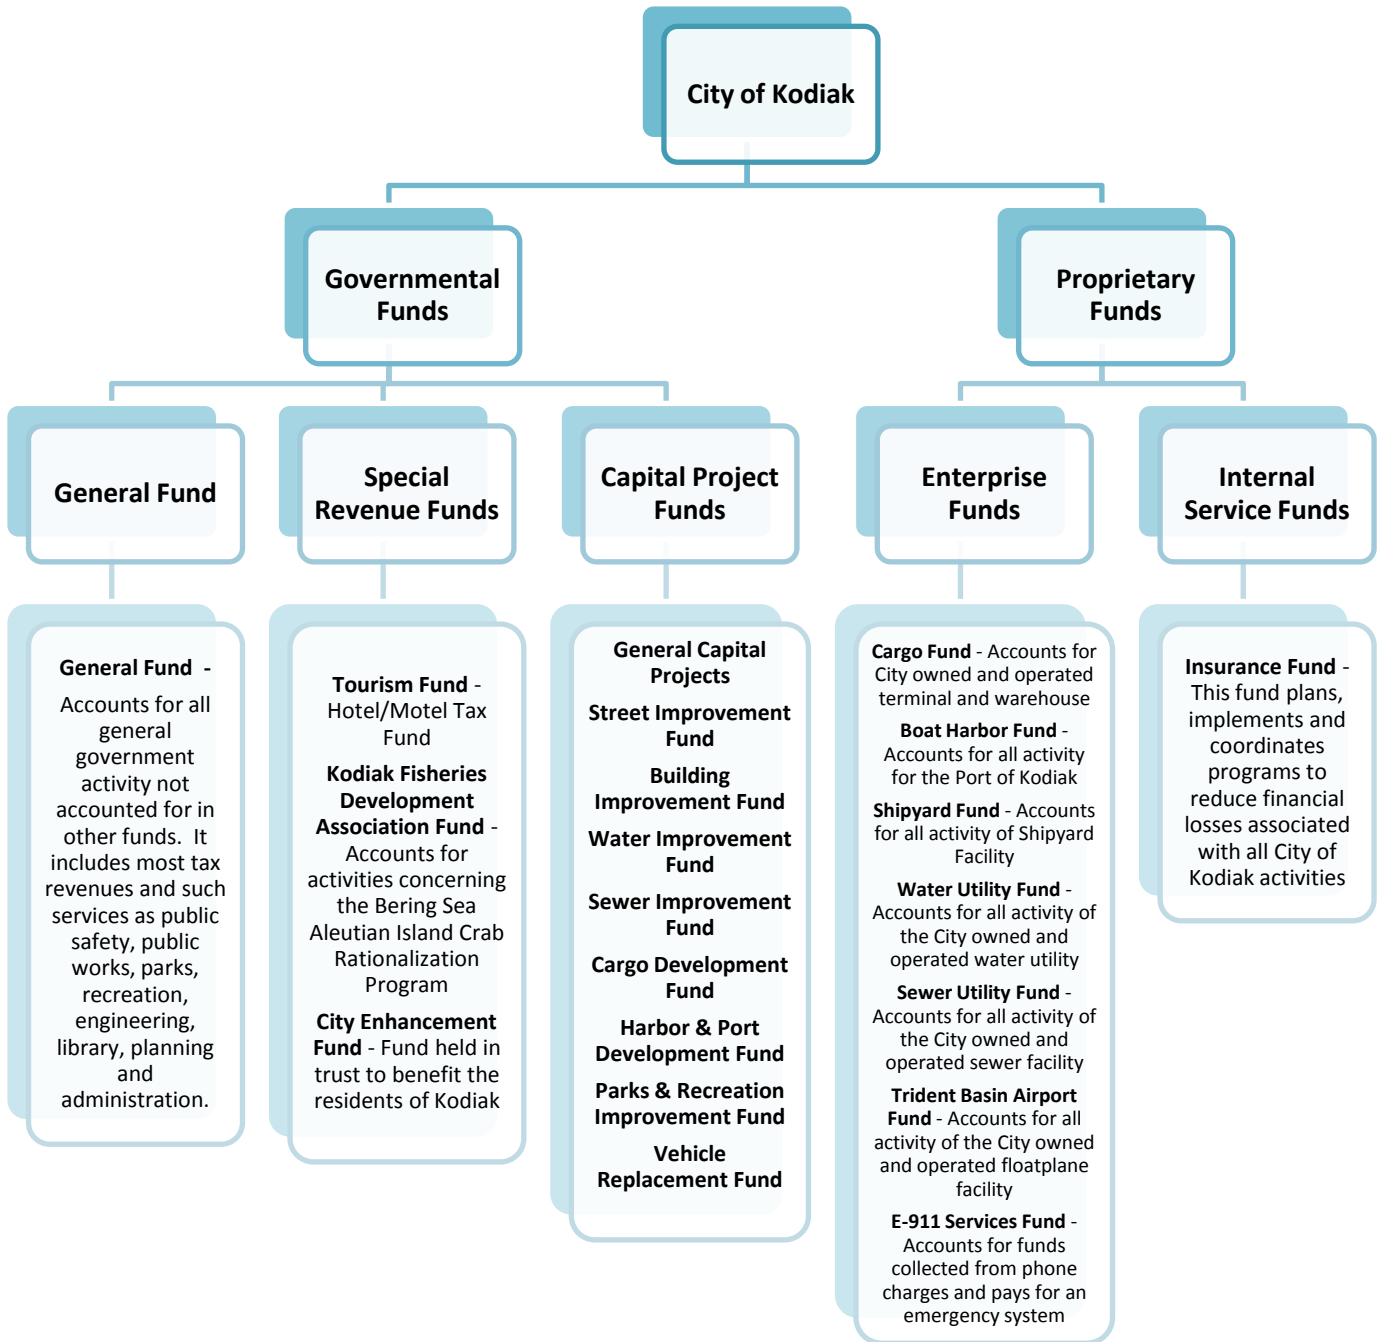 City of Kodiak
Governmental
Funds
Proprietary
Funds
General Fund
Special
Revenue Funds
Capital Project
Funds
Enterprise
Funds
Internal
Service Funds
General Fund -
Accounts for all
general
government
activity not
accounted for in
other funds. It
includes most tax
revenues and such
services as public
safety, public
works, parks,
recreation,
engineering,
library, planning
and
administration.
Tourism Fund -
Hotel/Motel Tax
Fund
Kodiak Fisheries
Development
Association Fund -
Accounts for
activities concerning
the Bering Sea
Aleutian Island Crab
Rationalization
Program
City Enhancement
Fund - Fund held in
trust to benefit the
residents of Kodiak
General Capital
Projects
Street Improvement
Fund
Building
Improvement Fund
Water Improvement
Fund
Sewer Improvement
Fund
Cargo Development
Fund
Harbor & Port
Development Fund
Parks & Recreation
Improvement Fund
Vehicle
Replacement Fund
Cargo Fund - Accounts for
City owned and operated
terminal and warehouse
Boat Harbor Fund -
Accounts for all activity
for the Port of Kodiak
Shipyard Fund - Accounts
for all activity of Shipyard
Facility
Water Utility Fund -
Accounts for all activity of
the City owned and
operated water utility
Sewer Utility Fund -
Accounts for all activity of
the City owned and
operated sewer facility
Trident Basin Airport
Fund - Accounts for all
activity of the City owned
and operated floatplane
facility
E-911 Services Fund -
Accounts for funds
collected from phone
charges and pays for an
emergency system
Insurance Fund -
This fund plans,
implements and
coordinates
programs to
reduce financial
losses associated
with all City of
Kodiak activities